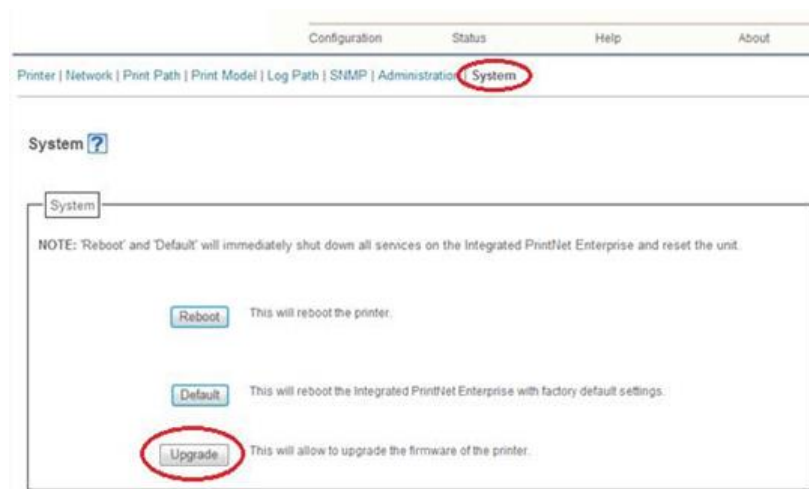 Configuration Status Help About
Printer | Network | Print Path | Print Model | Log Path | SNMP | Administration | System
System ?
System
NOTE: 'Reboot' and 'Default' will immediately shut down all services on the Integrated PrintNet Enterprise and reset the unit.
Reboot This will reboot the printer.
Default This will reboot the Integrated PrintNet Enterprise with factory default settings.
Upgrade This will allow to upgrade the firmware of the printer.